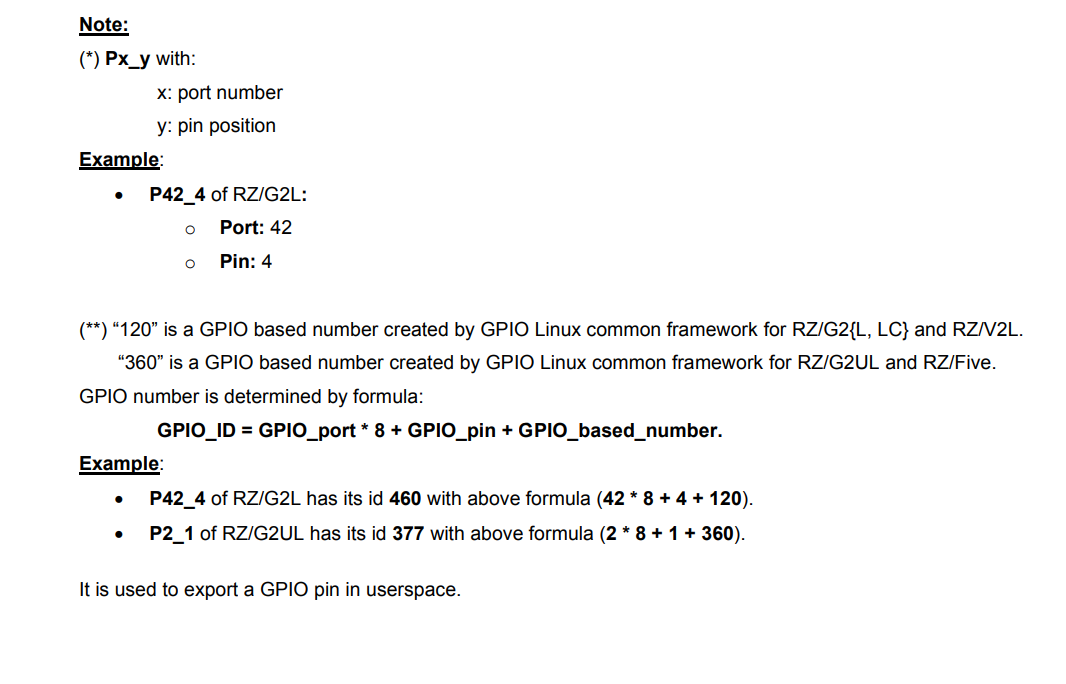 Note:
(*) Px_y with:
x: port number
y: pin position
Example:
• P42_4 of RZ/G2L:
o Port: 42
o Pin: 4
(**) “120” is a GPIO based number created by GPIO Linux common framework for RZ/G2{L, LC} and RZ/V2L.
“360” is a GPIO based number created by GPIO Linux common framework for RZ/G2UL and RZ/Five.
GPIO number is determined by formula:
GPIO_ID = GPIO_port * 8 + GPIO_pin + GPIO_based_number.
Example:
• P42_4 of RZ/G2L has its id 460 with above formula (42 * 8 + 4 + 120).
• P2_1 of RZ/G2UL has its id 377 with above formula (2 * 8 + 1 + 360).
It is used to export a GPIO pin in userspace.